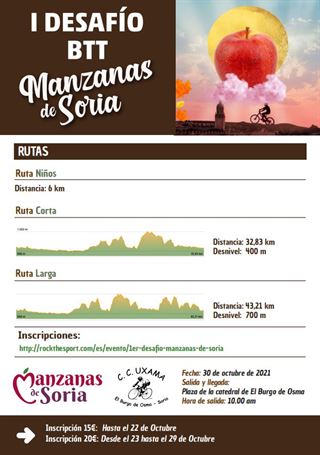 I DESAFÍO
BTT
Manzanas
de Soria
RUTAS
Ruta Niños
Distancia: 6 km
Ruta Corta
Distancia: 32,83 km
Desnivel: 400 m
Ruta Larga
Distancia: 43,21 km
Desnivel: 700 m
Inscripciones:
http://rockthesport.com/es/evento/1er-desafio-manzanas-de-soria
Manzanas
de Soria
C. C. UXAMA
El Burgo de Osma - Soria
Fecha: 30 de octubre de 2021
Salida y llegada:
Plaza de la catedral de El Burgo de Osma
Hora de salida: 10.00 am
Inscripción 15€: Hasta el 22 de Octubre
Inscripción 20€: Desde el 23 hasta el 29 de Octubre